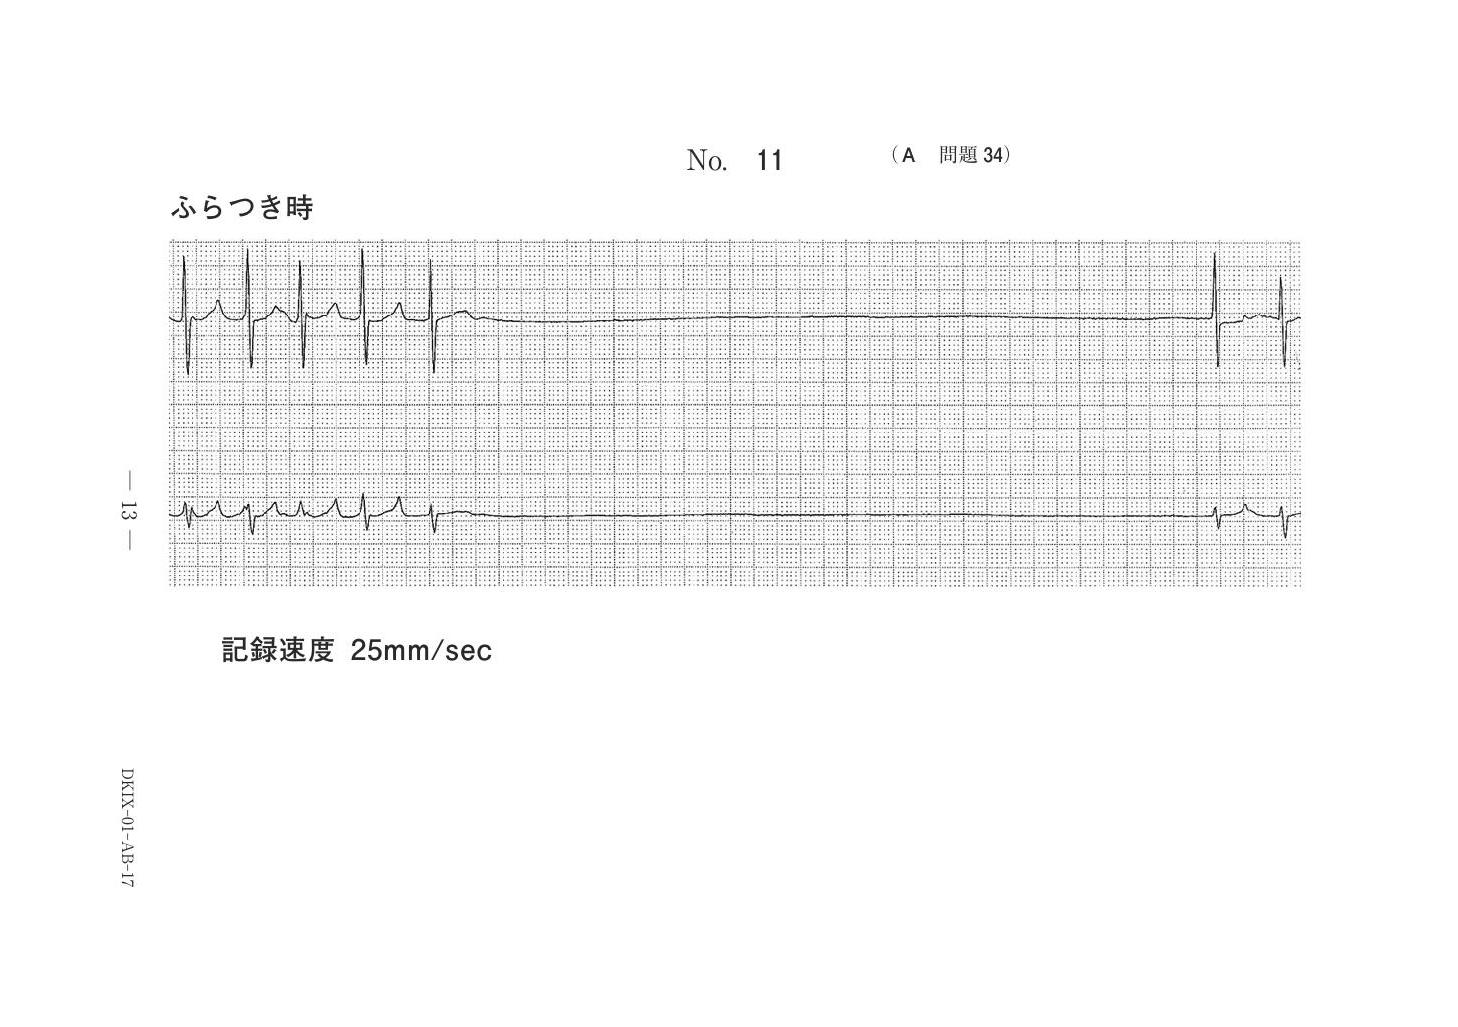 No. 11 （A 問題 34）
ふらつき時
記録速度 25mm/sec
— 13 —
DKIX-01-AB-17